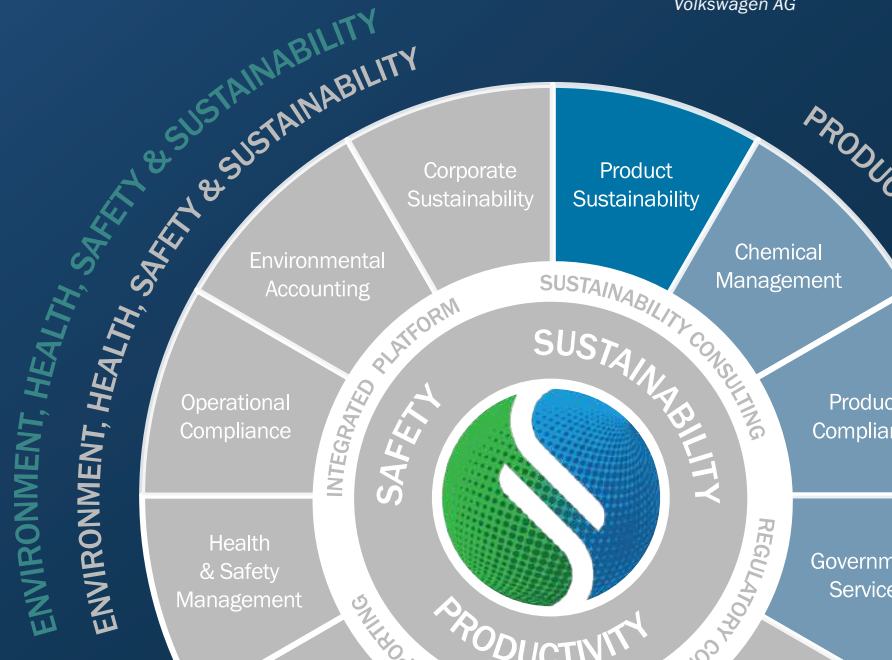 Volkswagen AG
ENVIRONMENT, HEALTH, SAFETY & SUSTAINABILITY
ENVIRONMENT, HEALTH, SAFETY & SUSTAINABILITY
Corporate
Sustainability
Product
Sustainability
Environmental
Accounting
Chemical
Management
Operational
Compliance
Health
& Safety
Management
INTEGRATED PLATFORM
SUSTAINABILITY CONSULTING
SAFETY
SUSTAINABILITY
PRODUCTIVITY
REGULATORY